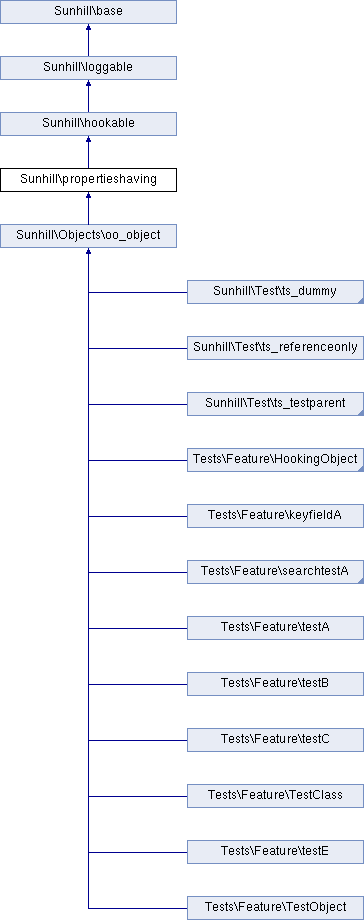 Sunhill\base
Sunhill\loggable
Sunhill\hookable
Sunhill\propertieshaving
Sunhill\Objects\oo_object
Sunhill\Test\ts_dummy
Sunhill\Test\ts_referenceonly
Sunhill\Test\ts_testparent
Tests\Feature\HookingObject
Tests\Feature\keyfieldA
Tests\Feature\searchtestA
Tests\Feature\testA
Tests\Feature\testB
Tests\Feature\testC
Tests\Feature\TestClass
Tests\Feature\testE
Tests\Feature\TestObject